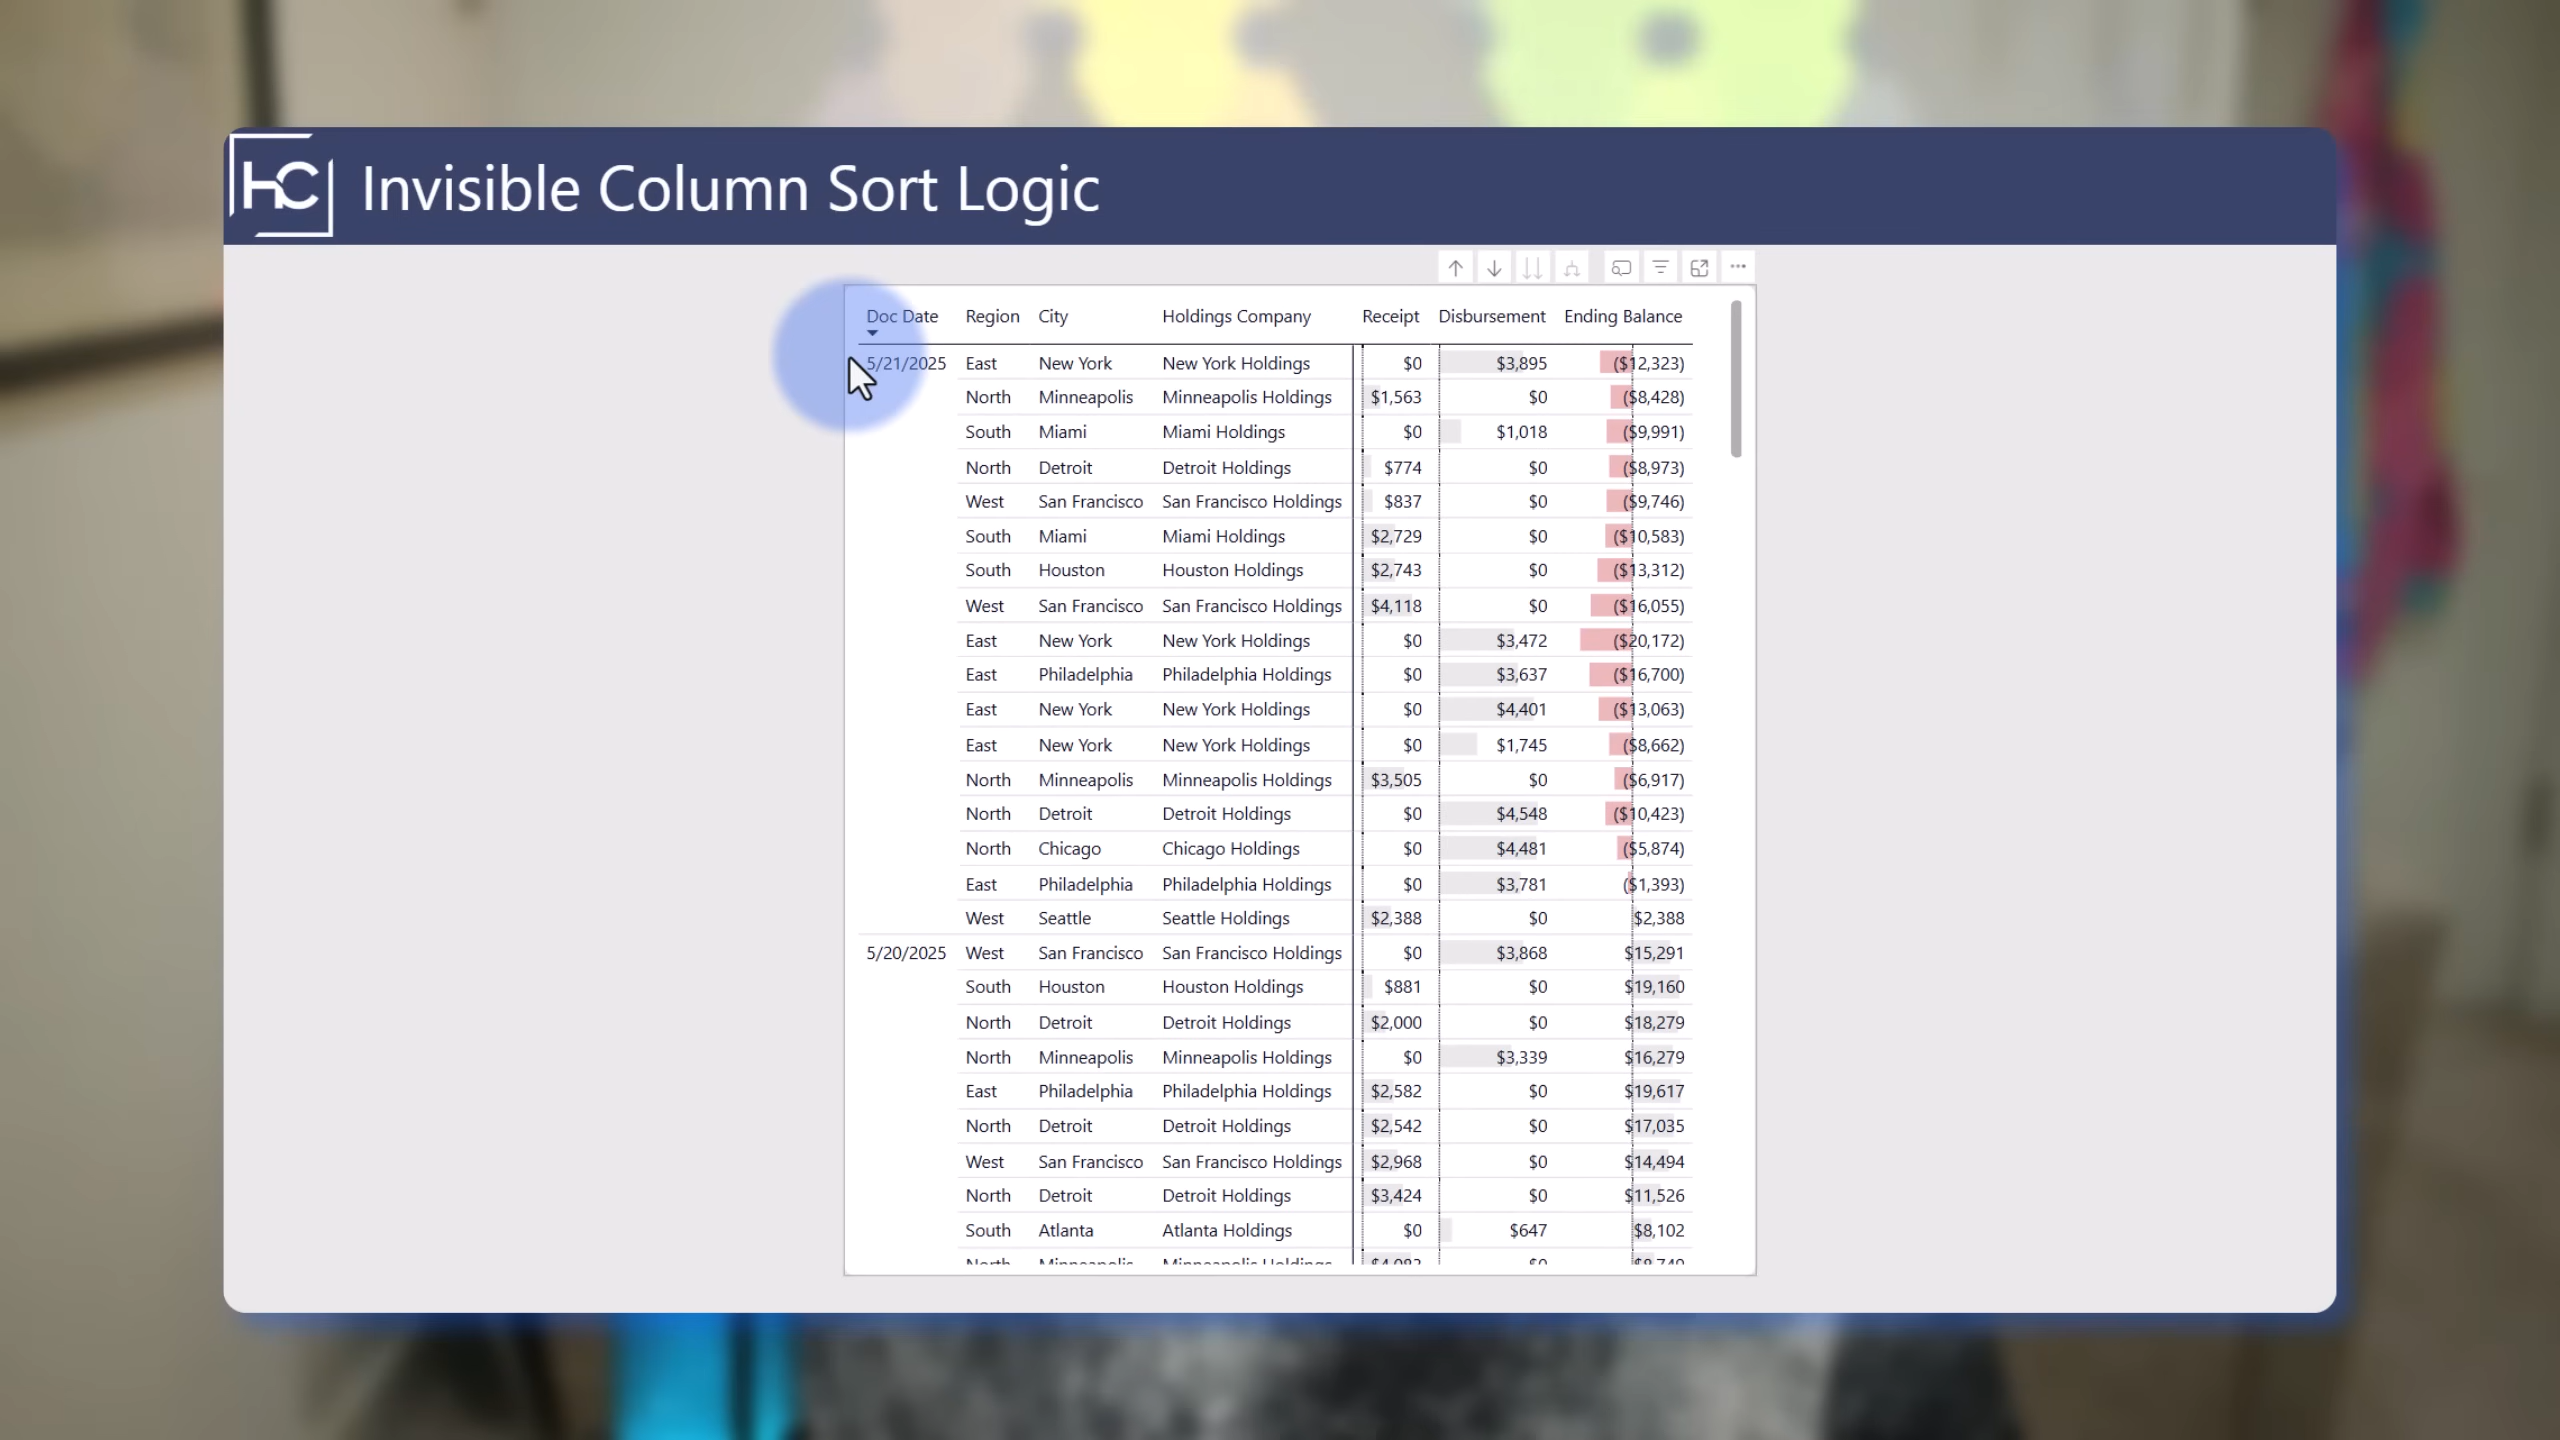 HC Invisible Column Sort Logic
Doc Date Region City Holdings Company Receipt Disbursement Ending Balance
5/21/2025 East New York New York Holdings $0 $3,895 ($12,323)
North Minneapolis Minneapolis Holdings $1,563 $0 ($8,428)
South Miami Miami Holdings $0 $1,018 ($9,991)
North Detroit Detroit Holdings $774 $0 ($8,973)
West San Francisco San Francisco Holdings $837 $0 ($9,746)
South Miami Miami Holdings $2,729 $0 ($10,583)
South Houston Houston Holdings $2,743 $0 ($13,312)
West San Francisco San Francisco Holdings $4,118 $0 ($16,055)
East New York New York Holdings $0 $3,472 ($20,172)
East Philadelphia Philadelphia Holdings $0 $3,637 ($16,700)
East New York New York Holdings $0 $4,401 ($13,063)
East New York New York Holdings $0 $1,745 ($8,662)
North Minneapolis Minneapolis Holdings $3,505 $0 ($6,917)
North Detroit Detroit Holdings $0 $4,548 ($10,423)
North Chicago Chicago Holdings $0 $4,481 ($5,874)
East Philadelphia Philadelphia Holdings $0 $3,781 ($1,393)
West Seattle Seattle Holdings $2,388 $0 $2,388
5/20/2025 West San Francisco San Francisco Holdings $0 $3,868 $15,291
South Houston Houston Holdings $881 $0 $19,160
North Detroit Detroit Holdings $2,000 $0 $18,279
North Minneapolis Minneapolis Holdings $0 $3,339 $16,279
East Philadelphia Philadelphia Holdings $2,582 $0 $19,617
North Detroit Detroit Holdings $2,542 $0 $17,035
West San Francisco San Francisco Holdings $2,968 $0 $14,494
North Detroit Detroit Holdings $3,424 $0 $11,526
South Atlanta Atlanta Holdings $0 $647 $8,102
North Minneapolis Minneapolis Holdings $0